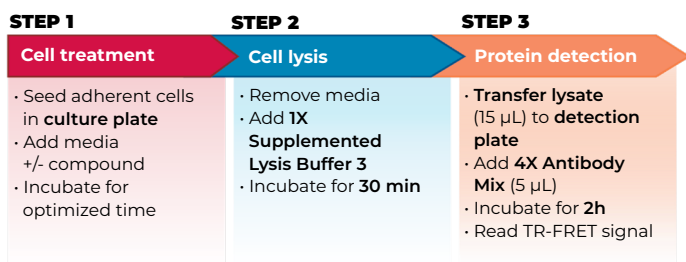 STEP 1
Cell treatment
· Seed adherent cells
in culture plate
· Add media
+/- compound
· Incubate for
optimized time
STEP 2
Cell lysis
· Remove media
· Add 1X
Supplemented
Lysis Buffer 3
· Incubate for 30 min
STEP 3
Protein detection
· Transfer lysate
(15 µL) to detection
plate
· Add 4X Antibody
Mix (5 µL)
· Incubate for 2h
· Read TR-FRET signal